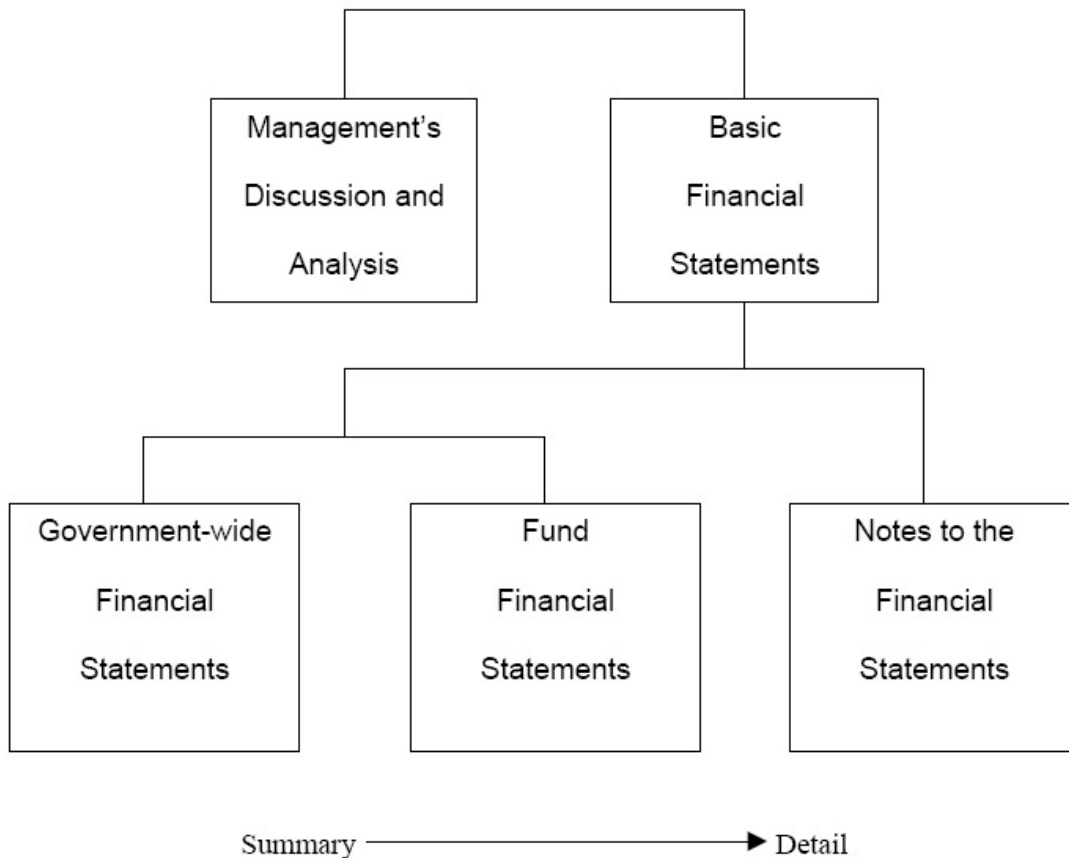 Management’s
Discussion and
Analysis
Basic
Financial
Statements
Government-wide
Financial
Statements
Fund
Financial
Statements
Notes to the
Financial
Statements
Summary
Detail